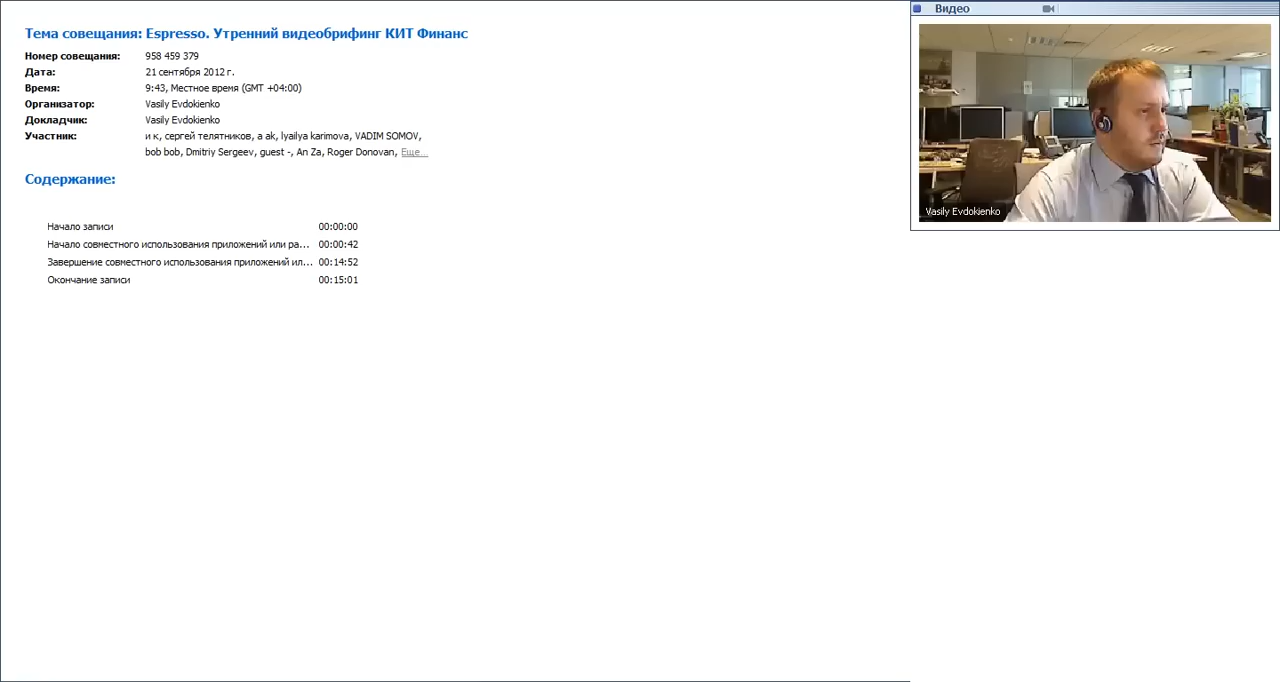 Тема совещания: Espresso. Утренний видеобрифинг КИТ Финанс
Номер совещания: 958 459 379
Дата: 21 сентября 2012 г.
Время: 9:43, Местное время (GMT +04:00)
Организатор: Vasily Evdokienko
Докладчик: Vasily Evdokienko
Участник: и к, сергей телятников, a ak, lyailya karimova, VADIM SOMOV,
bob bob, Dmitriy Sergeev, guest -, An Za, Roger Donovan, Еще...
Содержание:
Начало записи 00:00:00
Начало совместного использования приложений или ра... 00:00:42
Завершение совместного использования приложений ил... 00:14:52
Окончание записи 00:15:01
Видео
Vasily Evdokienko